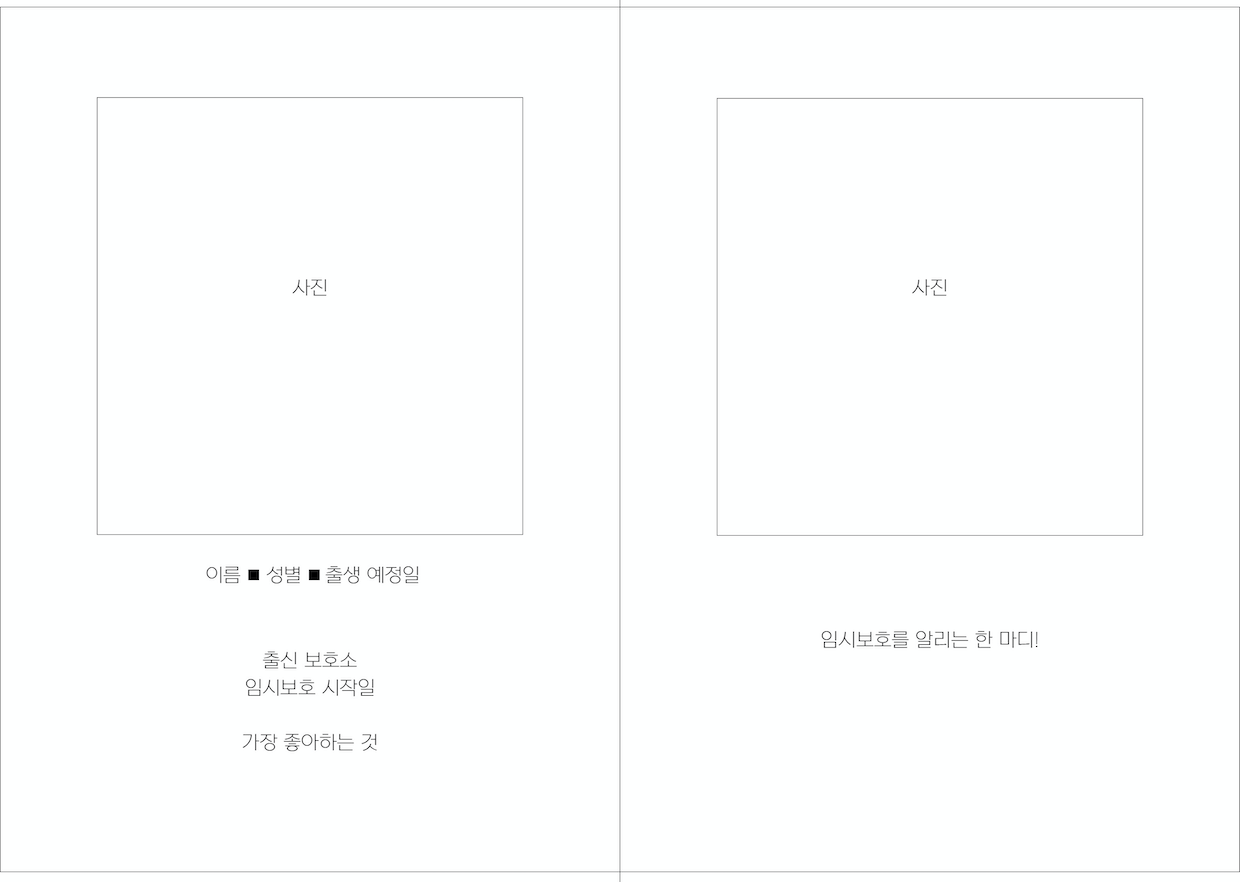 사진
이름 ■ 성별 ■ 출생 예정일
출신 보호소
임시보호 시작일
가장 좋아하는 것
사진
임시보호를 알리는 한 마디!